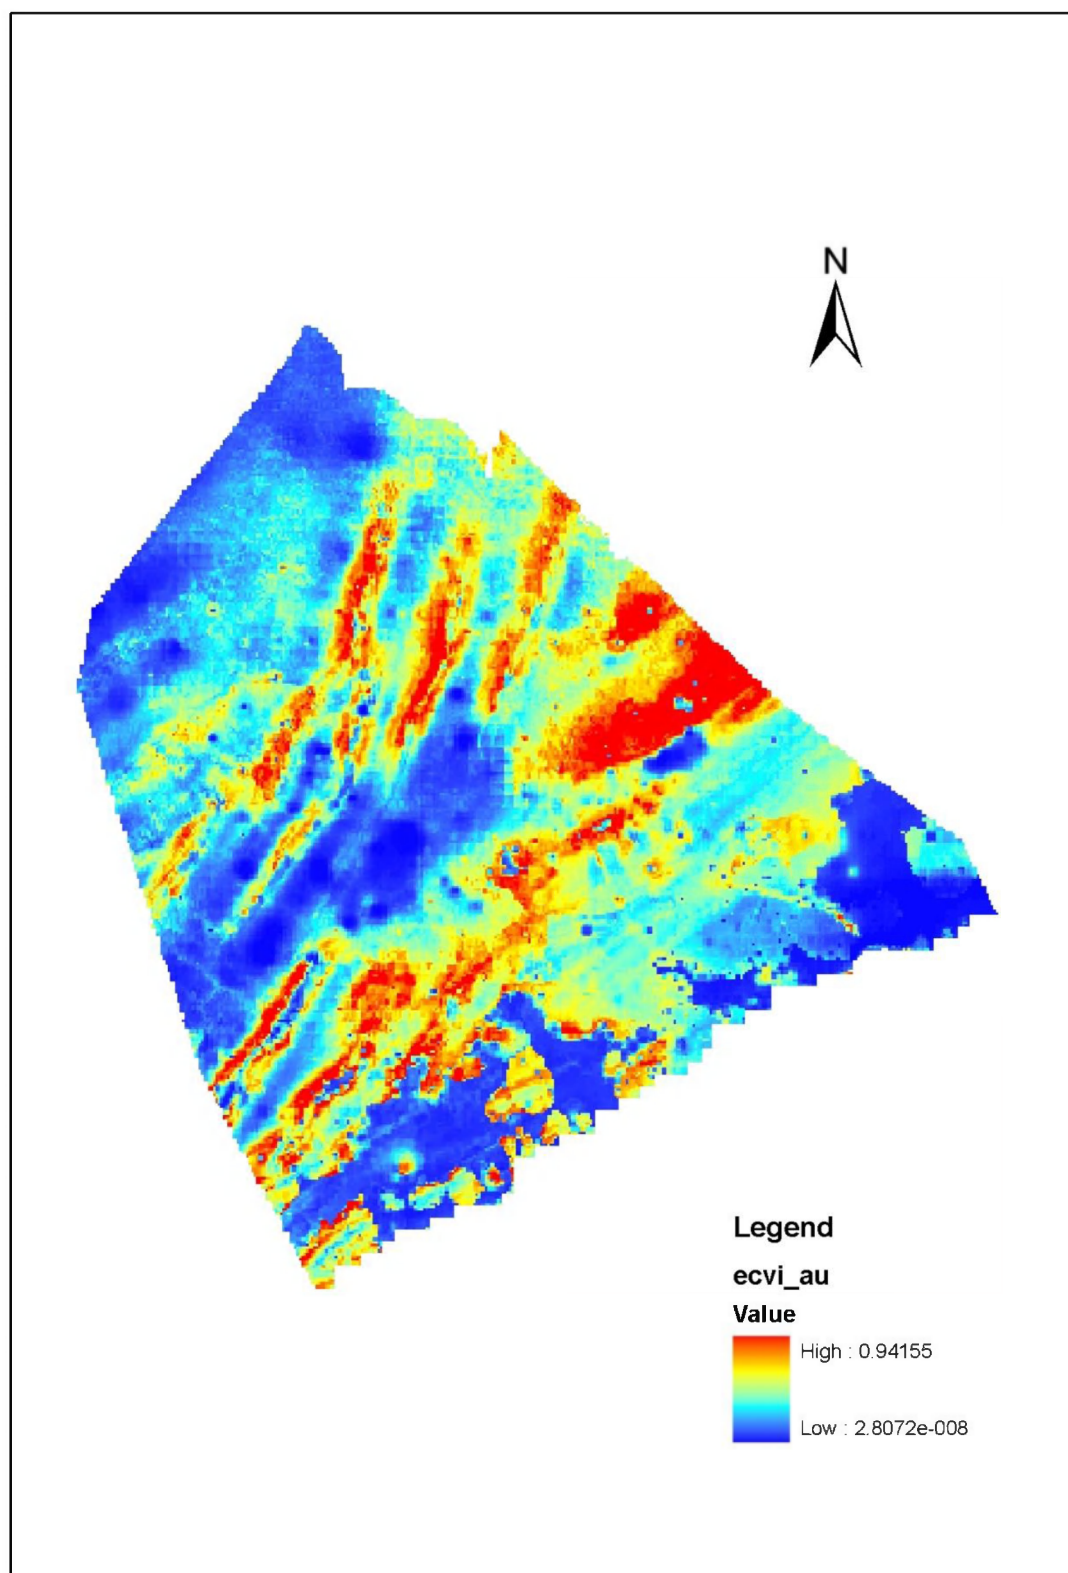 N
Legend
ecvi_au
Value
High : 0.94155
Low : 2.8072e-008